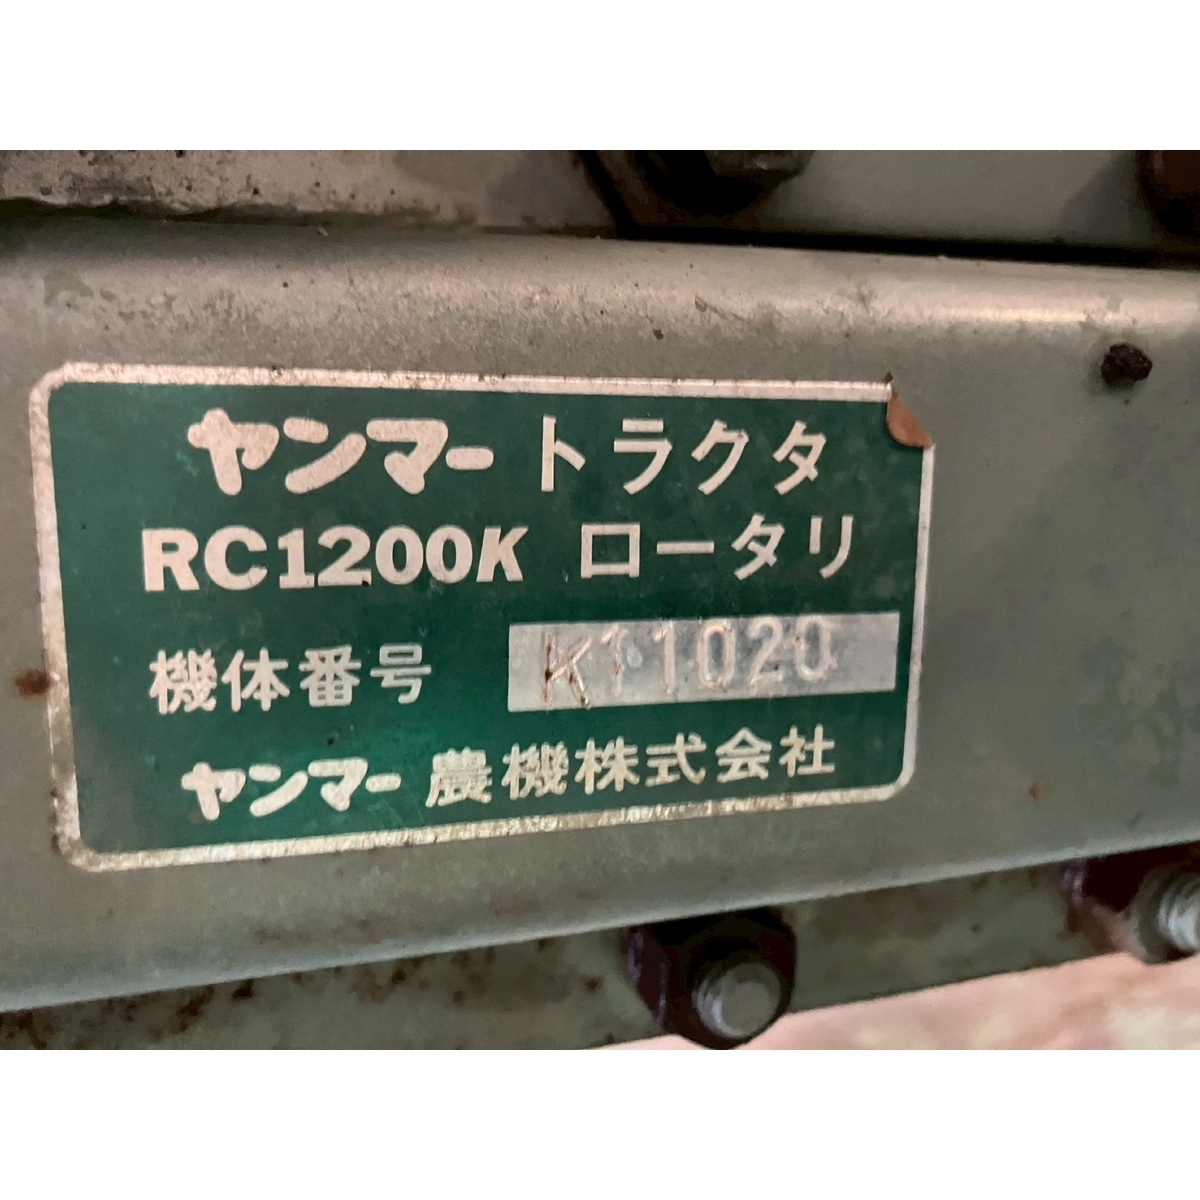 ヤンマートラクタ
RC1200K ロータリ
機体番号 K11020
ヤンマー農機株式会社